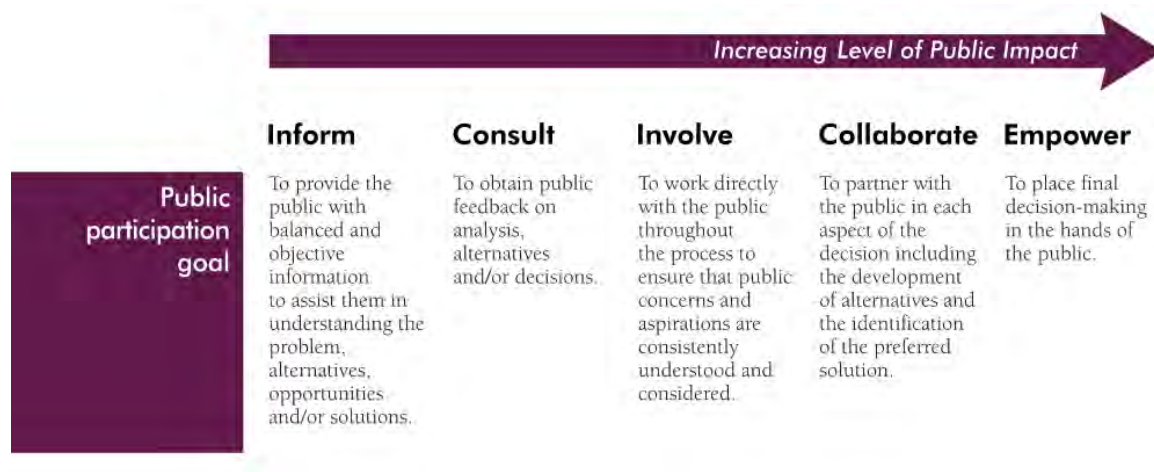 Increasing Level of Public Impact
Inform
Consult
Involve
Collaborate
Empower
Public
participation
goal
To provide the
public with
balanced and
objective
information
to assist them in
understanding the
problem,
alternatives,
opportunities
and/or solutions.
To obtain public
feedback on
analysis,
alternatives
and/or decisions.
To work directly
with the public
throughout
the process to
ensure that public
concerns and
aspirations are
consistently
understood and
considered.
To partner with
the public in each
aspect of the
decision including
the development
of alternatives and
the identification
of the preferred
solution.
To place final
decision-making
in the hands of
the public.